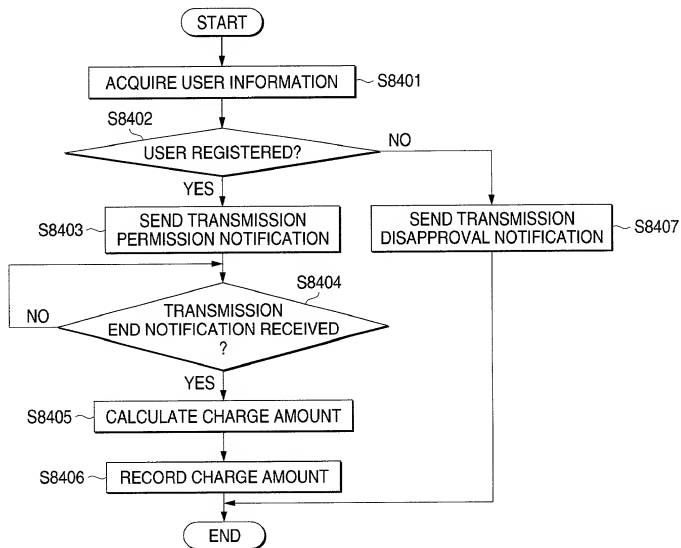 START
ACQUIRE USER INFORMATION
S8401
S8402
USER REGISTERED?
NO
YES
S8403
SEND TRANSMISSION
PERMISSION NOTIFICATION
SEND TRANSMISSION
DISAPPROVAL NOTIFICATION
S8407
S8404
TRANSMISSION
END NOTIFICATION RECEIVED
?
NO
YES
S8405
CALCULATE CHARGE AMOUNT
S8406
RECORD CHARGE AMOUNT
END